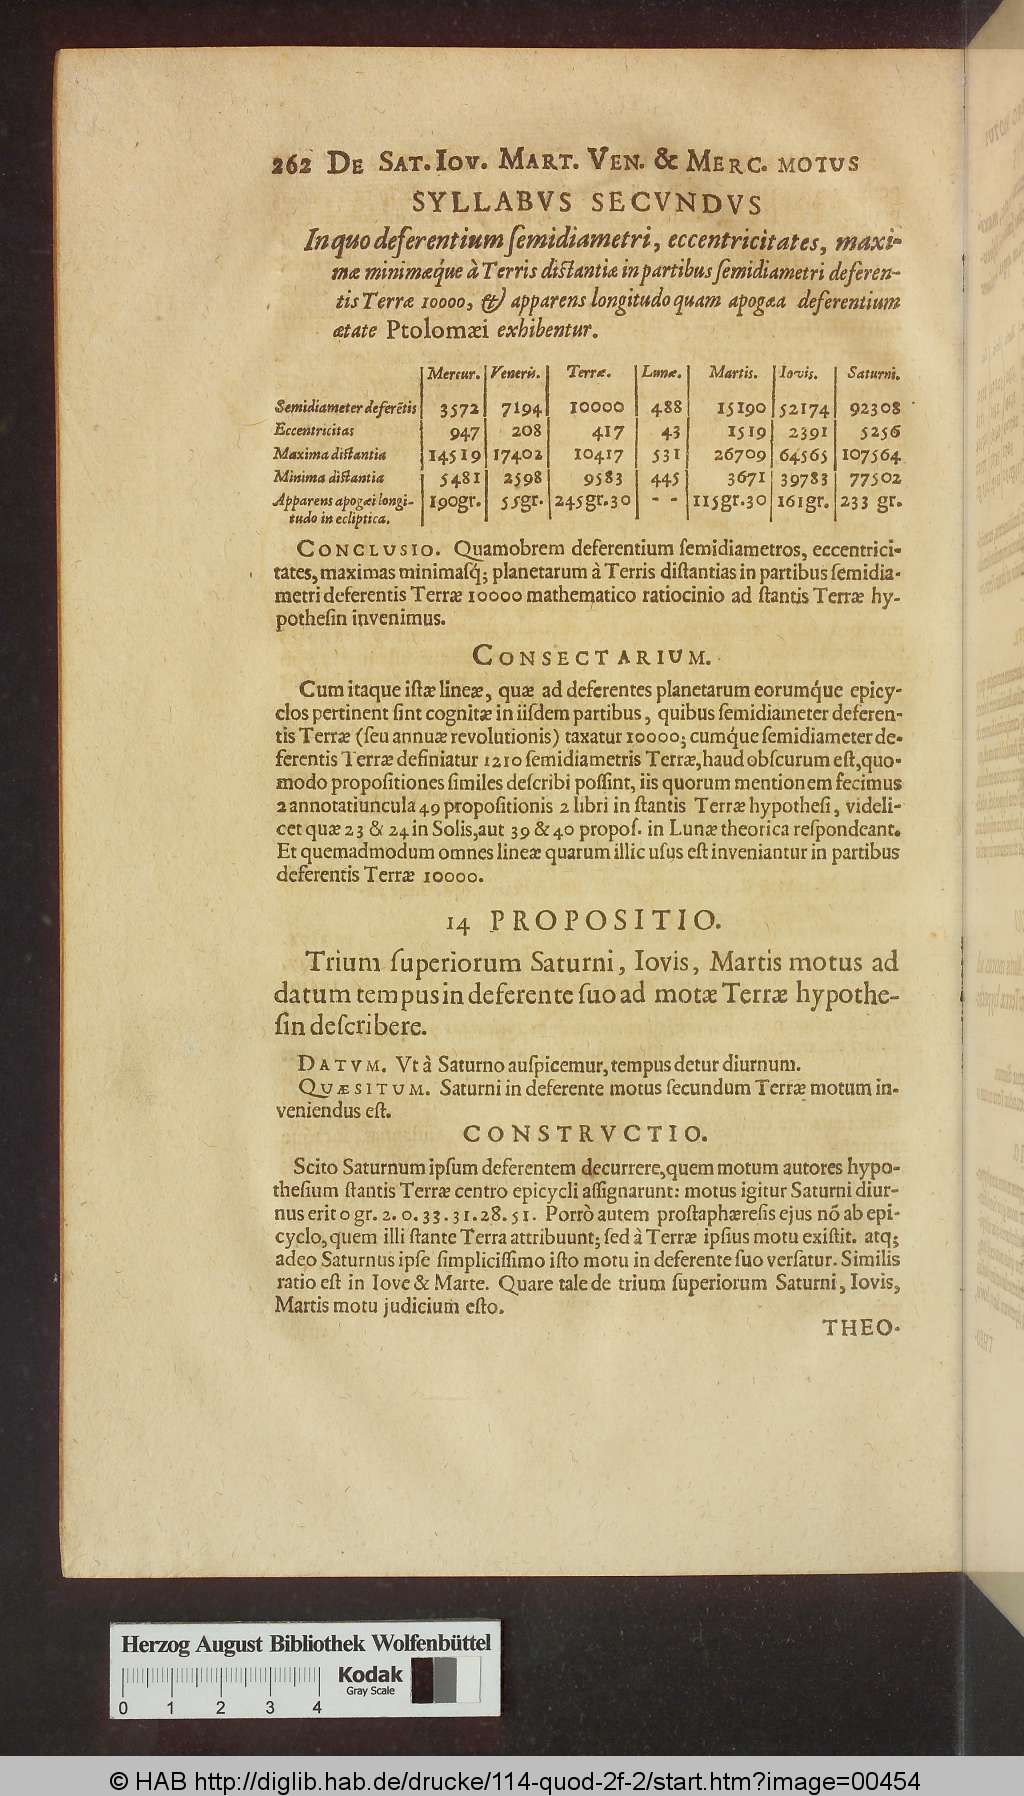 262 DE SAT. IOV. MART. VEN. & MERC. MOTUS
SYLLABVS SECVNDVS
In quo deferentium ſemidiametri, eccentricitates, maxi-
mæ minimæq́ue à Terris diſtantiæ in partibus ſemidiametri deferen-
tis Terræ 10000, & apparens longitudo quam apogæa deferentium
ætate Ptolomæi exhibentur.
Mercur. Veneris. Terræ. Lunæ. Martis. Iovis. Saturni.
Semidiameter deferẽtis 3572 7194 10000 488 15190 52174 92308
Eccentricitas 947 208 417 43 1519 2391 5256
Maxima diſtantia 14519 17402 10417 531 26709 64565 107564
Minima diſtantia 5481 2598 9583 445 3671 39783 77502
Apparens apogæi longi- 190gr. 55gr. 245gr.30 - - 115gr.30 161gr. 233 gr.
tudo in ecliptica.
CONCLUSIO. Quamobrem deferentium ſemidiametros, eccentrici-
tates, maximas minimaſq́; planetarum à Terris diſtantias in partibus ſemidia-
metri deferentis Terræ 10000 mathematico ratiocinio ad ſtantis Terræ hy-
potheſin invenimus.
CONSECTARIUM.
Cum itaque iſtæ lineæ, quæ ad deferentes planetarum eorumq́ue epicy-
clos pertinent ſint cognitæ in iiſdem partibus, quibus ſemidiameter deferen-
tis Terræ (ſeu annuæ revolutionis) taxatur 10000; cumq́ue ſemidiameter de-
ferentis Terræ definiatur 1210 ſemidiametris Terræ, haud obſcurum eſt, quo-
modo propoſitiones ſimiles deſcribi poſſint, iis quorum mentionem fecimus
2 annotatiuncula 49 propoſitionis 2 libri in ſtantis Terræ hypotheſi, videli-
cet quæ 23 & 24 in Solis, aut 39 & 40 propoſ. in Lunæ theorica reſpondeant.
Et quemadmodum omnes lineæ quarum illic uſus eſt inveniantur in partibus
deferentis Terræ 10000.
14 PROPOSITIO.
Trium ſuperiorum Saturni, Iovis, Martis motus ad
datum tempus in deferente ſuo ad motæ Terræ hypothe-
ſin deſcribere.
DATVM. Vt à Saturno auſpicemur, tempus detur diurnum.
QUÆSITUM. Saturni in deferente motus ſecundum Terræ motum in-
veniendus eſt.
CONSTRVCTIO.
Scito Saturnum ipſum deferentem decurrere, quem motum autores hypo-
theſium ſtantis Terræ centro epicycli aſſignarunt: motus igitur Saturni diur-
nus erit 0 gr. 2. 0. 33. 31. 28. 51. Porrò autem proſtaphæreſis ejus nõ ab epi-
cyclo, quem illi ſtante Terra attribuunt; ſed à Terræ ipſius motu exiſtit. atq;
adeo Saturnus ipſe ſimpliciſſimo iſto motu in deferente ſuo verſatur. Similis
ratio eſt in Iove & Marte. Quare tale de trium ſuperiorum Saturni, Iovis,
Martis motu judicium eſto.
THEO-
Herzog August Bibliothek Wolfenbüttel
Kodak
Gray Scale
0 1 2 3 4
© HAB http://diglib.hab.de/drucke/114-quod-2f-2/start.htm?image=00454